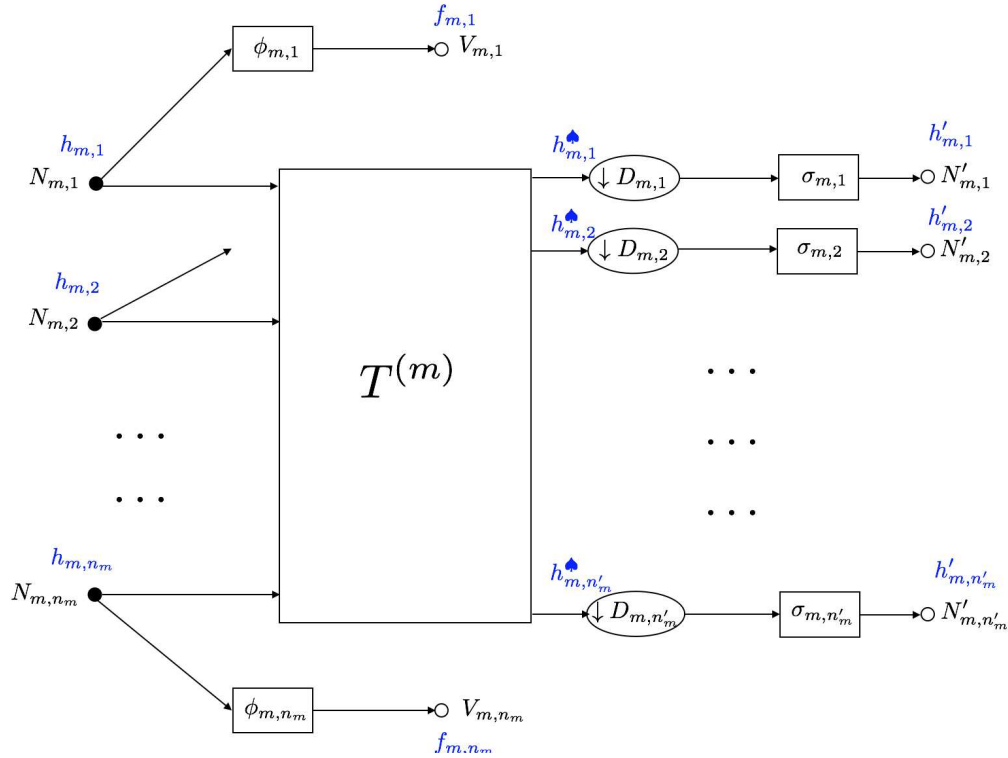 f_{m,1}
ϕ_{m,1}
V_{m,1}
h_{m,1}
N_{m,1}
h^♠_{m,1}
↓ D_{m,1}
σ_{m,1}
h′_{m,1}
N′_{m,1}
h^♠_{m,2}
↓ D_{m,2}
σ_{m,2}
h′_{m,2}
N′_{m,2}
h_{m,2}
N_{m,2}
T^{(m)}
· · ·
· · ·
· · ·
· · ·
· · ·
h_{m,n_m}
N_{m,n_m}
h^♠_{m,n′_m}
↓ D_{m,n′_m}
σ_{m,n′_m}
h′_{m,n′_m}
N′_{m,n′_m}
ϕ_{m,n_m}
V_{m,n_m}
f_{m,n_m}